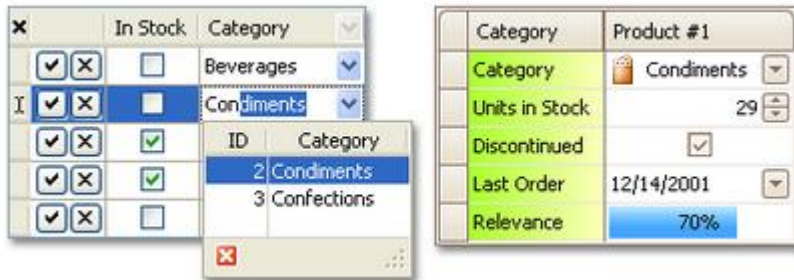 In Stock Category
Beverages
Condiments
ID Category
2 Condiments
3 Confections
Category Product #1
Category Condiments
Units in Stock 29
Discontinued
Last Order 12/14/2001
Relevance 70%